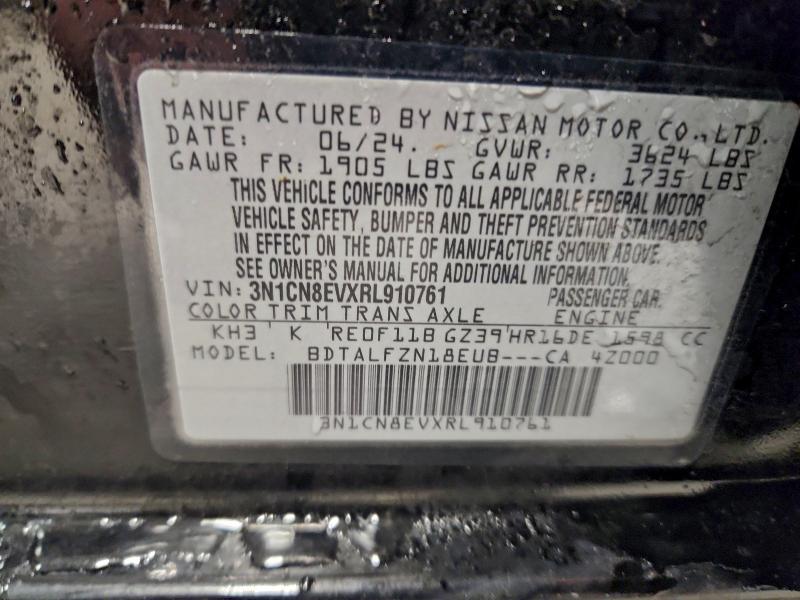 MANUFACTURED BY NISSAN MOTOR CO., LTD.
DATE: 06/24. GVWR: 3624 LBS
GAWR FR: 1905 LBS GAWR RR: 1735 LBS
THIS VEHICLE CONFORMS TO ALL APPLICABLE FEDERAL MOTOR
VEHICLE SAFETY, BUMPER AND THEFT PREVENTION STANDARDS
IN EFFECT ON THE DATE OF MANUFACTURE SHOWN ABOVE.
SEE OWNER'S MANUAL FOR ADDITIONAL INFORMATION.
VIN: 3N1CN8EVXRL910761 PASSENGER CAR
COLOR TRIM TRANS AXLE ENGINE
KH3 K RE0F11B GZ39 HR16DE 1598 CC
MODEL: BDTALFZN18EUB---CA 4Z000
3N1CN8EVXRL910761